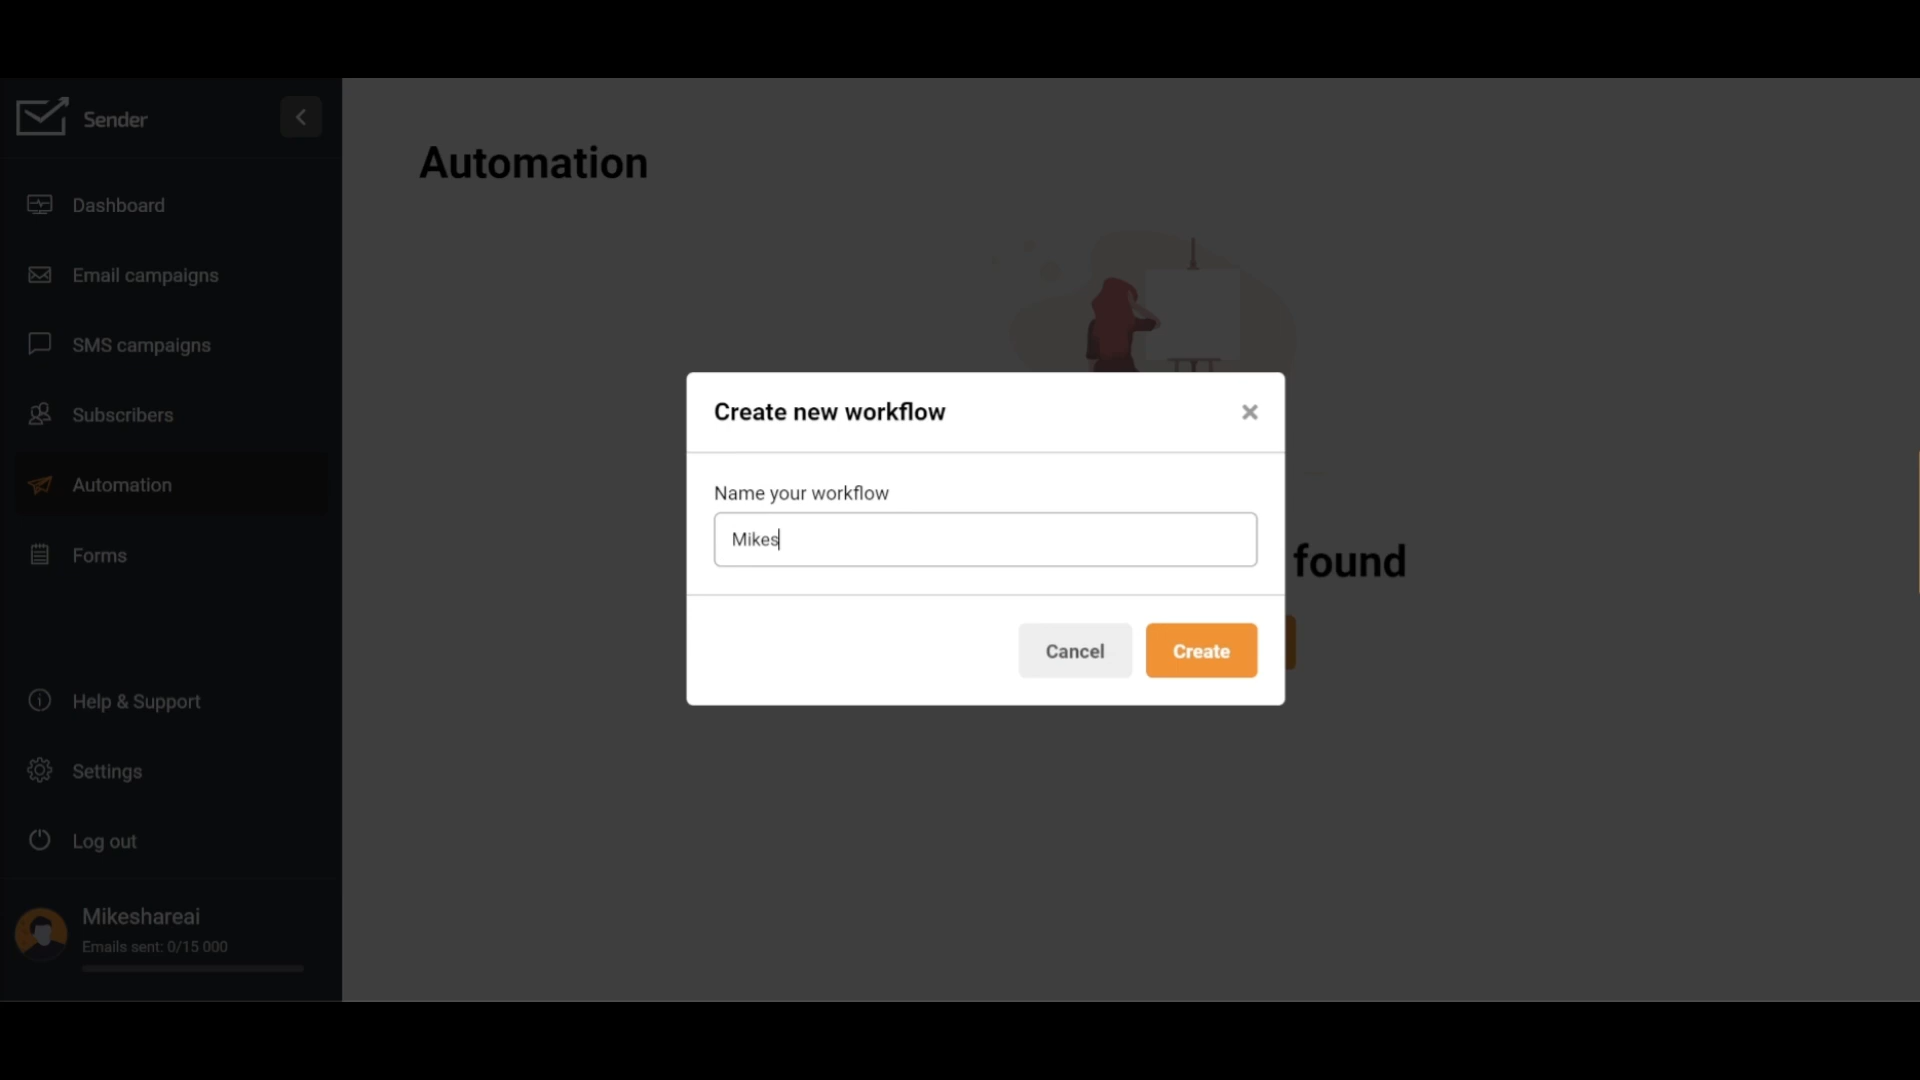 Sender
Dashboard
Email campaigns
SMS campaigns
Subscribers
Automation
Forms
Help & Support
Settings
Log out
Mikeshareai
Emails sent: 0/15 000
Automation
found
Create new workflow
Name your workflow
Mikes
Cancel
Create